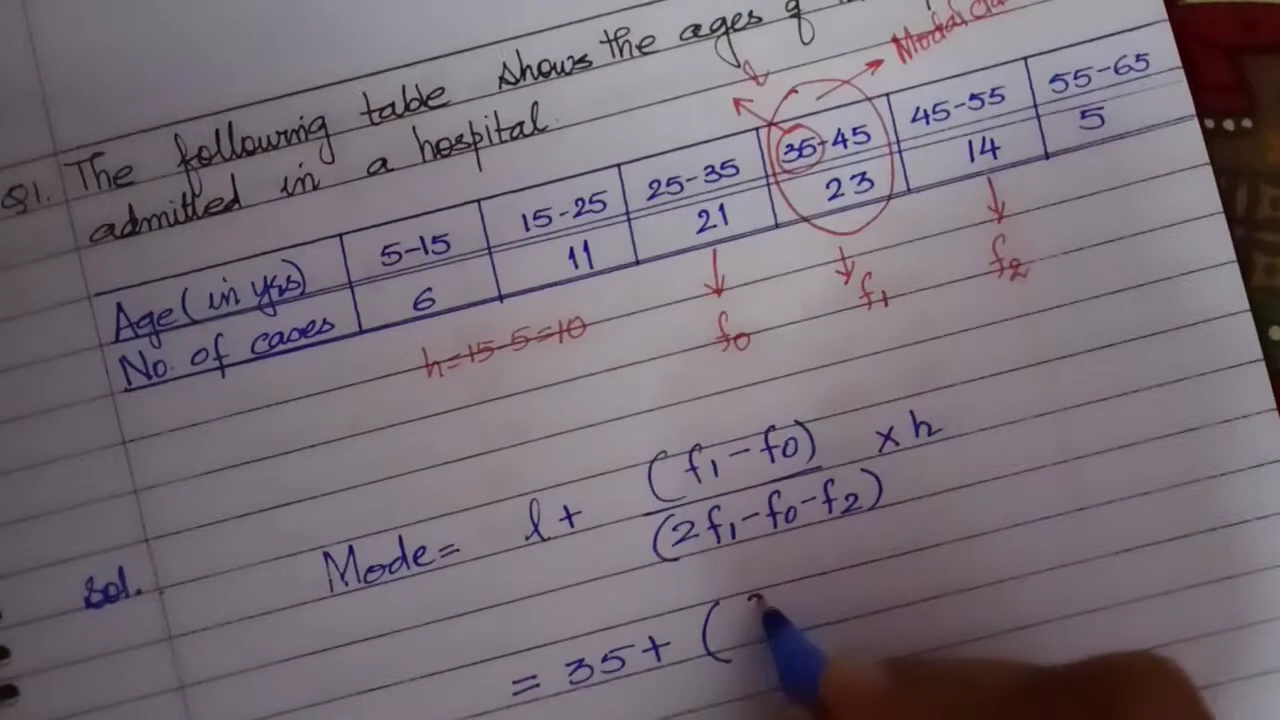 Q1. The following table shows the ages of
admitted in a hospital.
Modal
Age (in yrs) 5-15 15-25 25-35 35-45 45-55 55-65
No. of cases 6 11 21 23 14 5
h=15-5=10 f0 f1 f2
Sol. Mode= l+ (f1-f0)/(2f1-f0-f2) ×h
= 35+ (